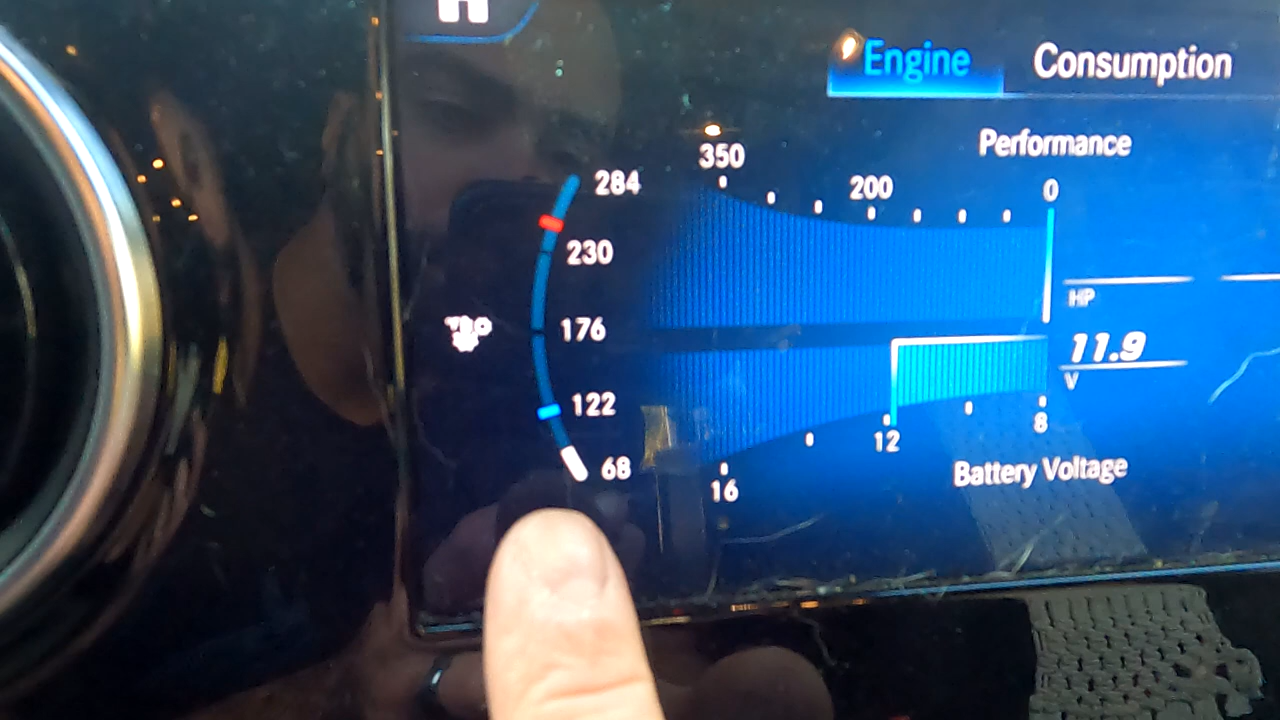 Engine Consumption
Performance
350 200 0
284
230
176
122
68
HP
11.9
V
16 12 8
Battery Voltage